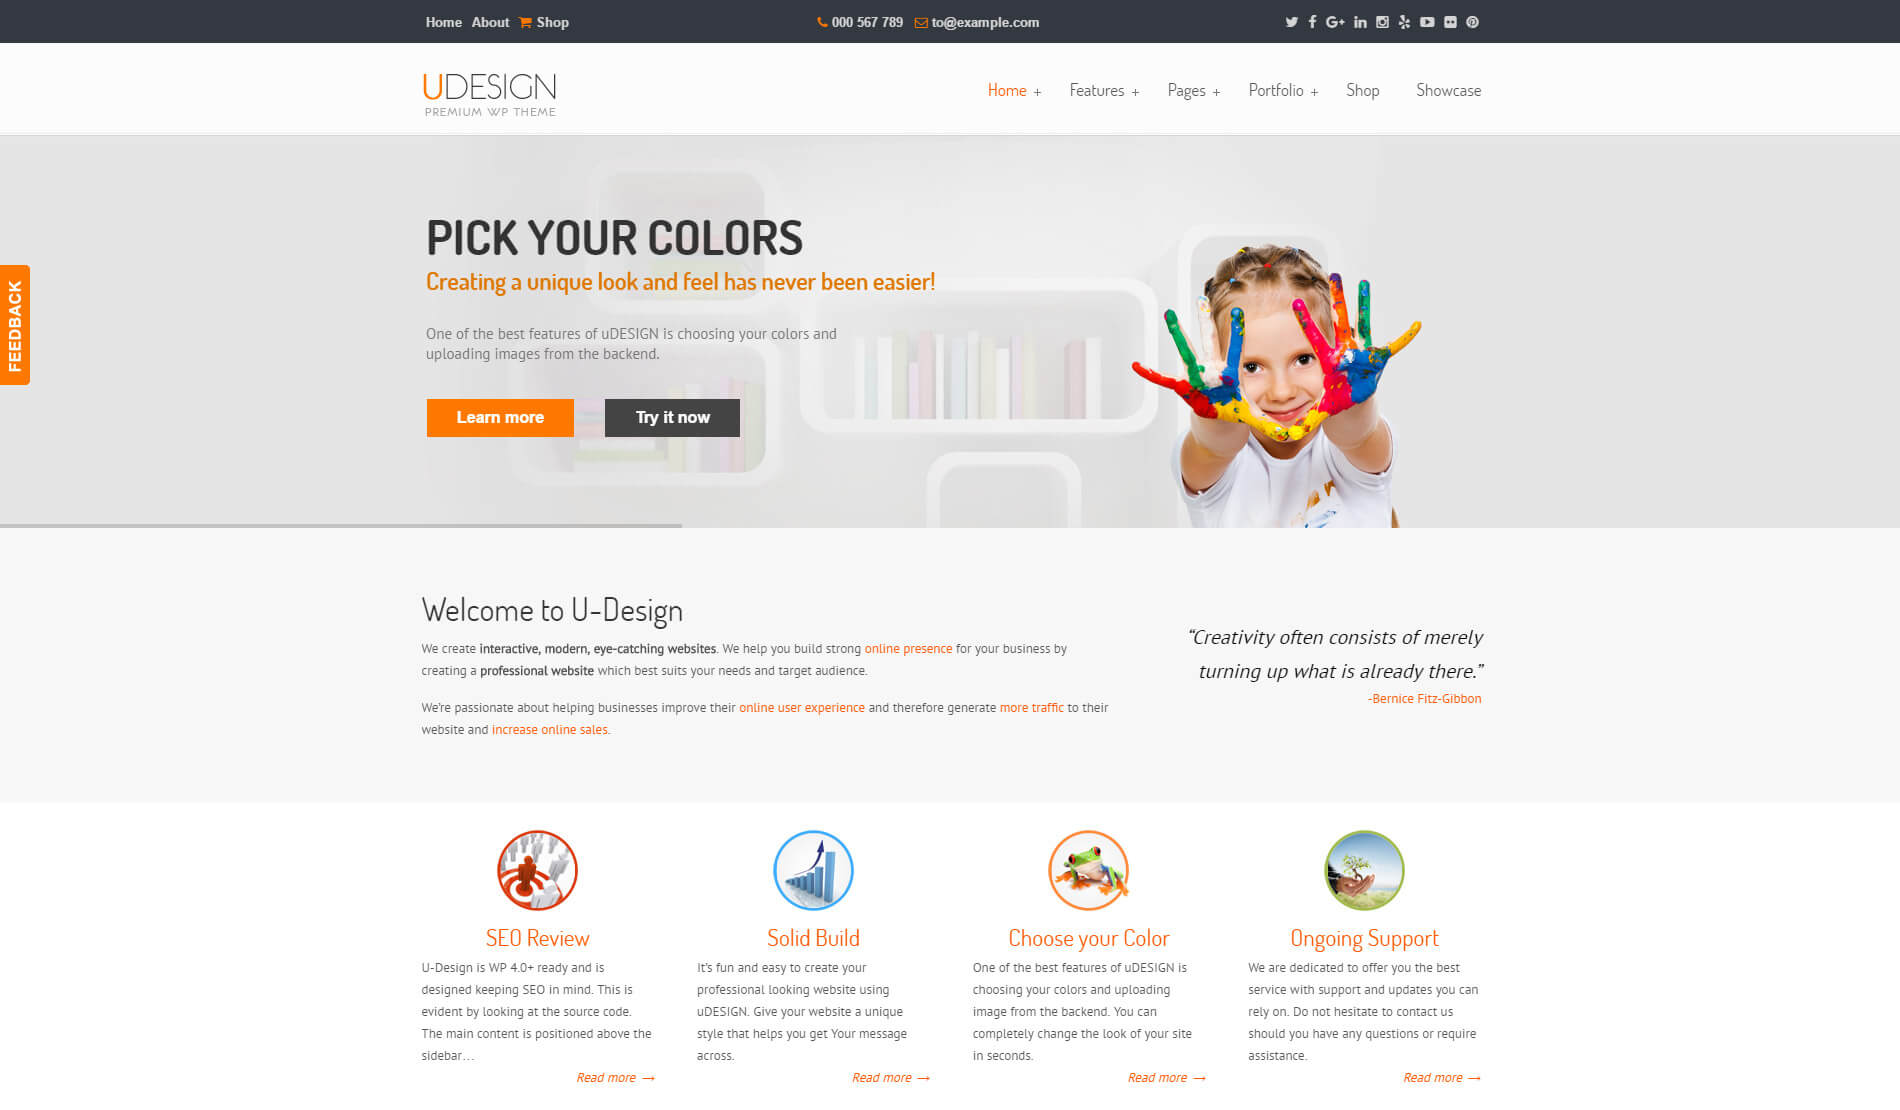 Home About Shop
000 567 789 to@example.com
UDESIGN
PREMIUM WP THEME
Home + Features + Pages + Portfolio + Shop Showcase
FEEDBACK
PICK YOUR COLORS
Creating a unique look and feel has never been easier!
One of the best features of uDESIGN is choosing your colors and
uploading images from the backend.
Learn more Try it now
Welcome to U-Design
We create interactive, modern, eye-catching websites. We help you build strong online presence for your business by
creating a professional website which best suits your needs and target audience.
We're passionate about helping businesses improve their online user experience and therefore generate more traffic to their
website and increase online sales.
“Creativity often consists of merely
turning up what is already there.”
-Bernice Fitz-Gibbon
SEO Review
U-Design is WP 4.0+ ready and is
designed keeping SEO in mind. This is
evident by looking at the source code.
The main content is positioned above the
sidebar…
Read more →
Solid Build
It's fun and easy to create your
professional looking website using
uDESIGN. Give your website a unique
style that helps you get Your message
across.
Read more →
Choose your Color
One of the best features of uDESIGN is
choosing your colors and uploading
image from the backend. You can
completely change the look of your site
in seconds.
Read more →
Ongoing Support
We are dedicated to offer you the best
service with support and updates you can
rely on. Do not hesitate to contact us
should you have any questions or require
assistance.
Read more →